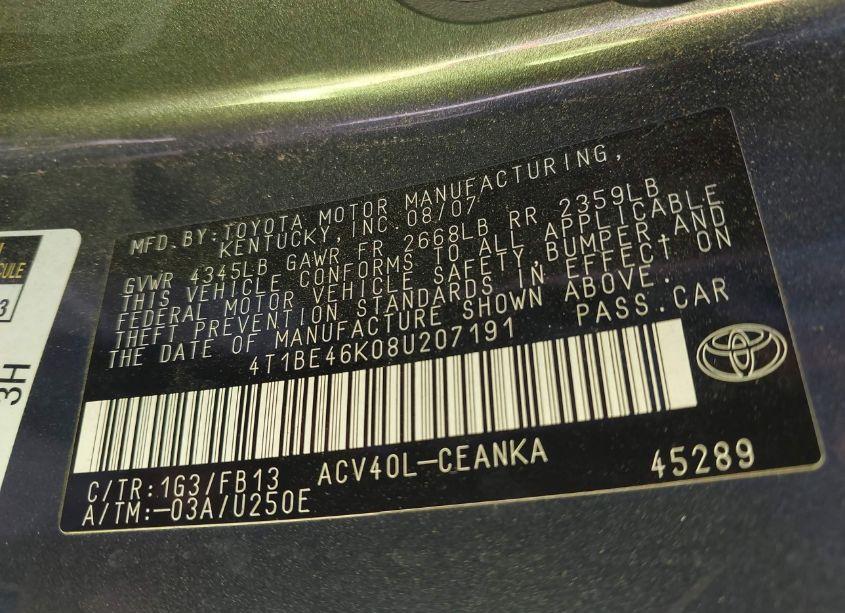 MFD.BY:TOYOTA MOTOR MANUFACTURING,
KENTUCKY, INC. 08/07
GVWR 4345LB GAWR FR 2668LB RR 2359LB
THIS VEHICLE CONFORMS TO ALL APPLICABLE
FEDERAL MOTOR VEHICLE SAFETY,BUMPER,AND
THEFT PREVENTION STANDARDS IN EFFECT ON
THE DATE OF MANUFACTURE SHOWN ABOVE.
4T1BE46K08U207191 PASS.CAR
C/TR:1G3/FB13 ACV40L-CEANKA 45289
A/TM:-03A/U250E
3
3H